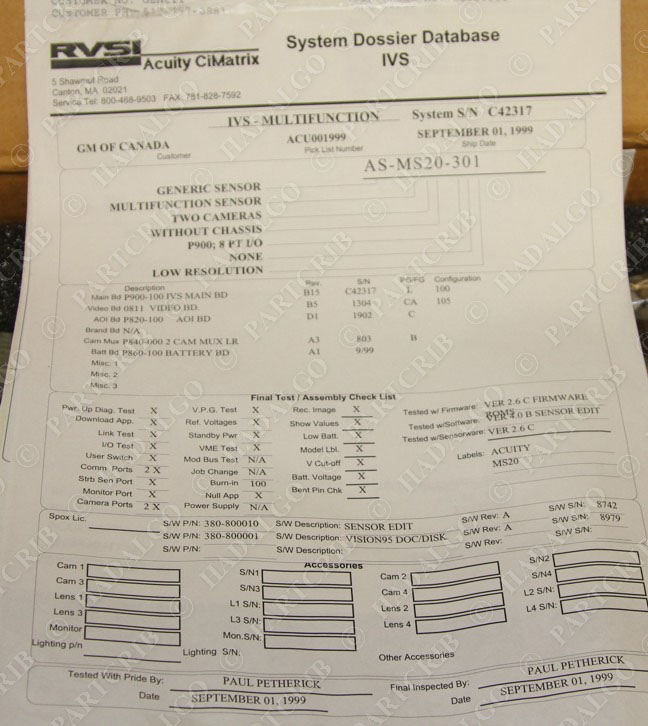 RVSI Acuity CiMatrix
System Dossier Database
IVS
5 Shawmut Road
Canton, MA. 02021
Service Tel: 800-468-9503 FAX: 781-828-7592
IVS - MULTIFUNCTION System S/N C42317
GM OF CANADA ACU001999 SEPTEMBER 01, 1999
Customer Pick List Number Ship Date
AS-MS20-301
GENERIC SENSOR
MULTIFUNCTION SENSOR
TWO CAMERAS
WITHOUT CHASSIS
P900; 8 PT I/O
NONE
LOW RESOLUTION
Description Rev. S/N Configuration
Main Bd P900-100 IVS MAIN BD B15 C42317 L 100
Video Bd 0811 VIDEO BD. B5 1304 CA 105
AOI Bd P820-100 AOI BD D1 1902 C
Brand Bd N/A
Cam Mux P840-000 2 CAM MUX LR A3 803 B
Batt Bd P860-100 BATTERY BD A1 9/99
Misc. 1
Misc. 2
Misc. 3
Final Test / Assembly Check List
Pwr. Up Diag. Test X V.P.G. Test X Rec. Image X Tested w/ Firmware: VER 2.6 C FIRMWARE
ROMS
Download App. X Ref. Voltages X Show Values X Tested w/Software: VER 4.0 B SENSOR EDIT
Link Test X Standby Pwr X Low Batt. X Tested w/Sensorware: VER 2.6 C
I/O Test X VME Test X Model Lbl. X Labels: ACUITY
User Switch X Mod Bus Test N/A V Cut-off X MS20
Comm. Ports 2 X Job Change N/A Batt. Voltage X
Strb Sen Port X Burn-in 100 Bent Pin Chk X
Monitor Port X Null App X
Camera Ports 2 X Power Supply N/A
Spox Lic. S/W P/N: 380-800010 S/W Description: SENSOR EDIT S/W Rev: A S/W S/N: 8742
S/W P/N: 380-800001 S/W Description: VISION95 DOC/DISK S/W Rev: A S/W S/N: 8979
S/W P/N: S/W Description: S/W Rev: S/W S/N:
Accessories
Cam 1 S/N1 Cam 2 S/N2
Cam 3 S/N3 Cam 4 S/N4
Lens 1 L1 S/N: Lens 2 L2 S/N:
Lens 3 L3 S/N: Lens 4 L4 S/N:
Monitor Mon.S/N:
Lighting p/n Lighting S/N: Other Accessories
Tested With Pride By: PAUL PETHERICK Final Inspected By: PAUL PETHERICK
Date SEPTEMBER 01, 1999 Date SEPTEMBER 01, 1999
© PARTCRIB © HADALGO